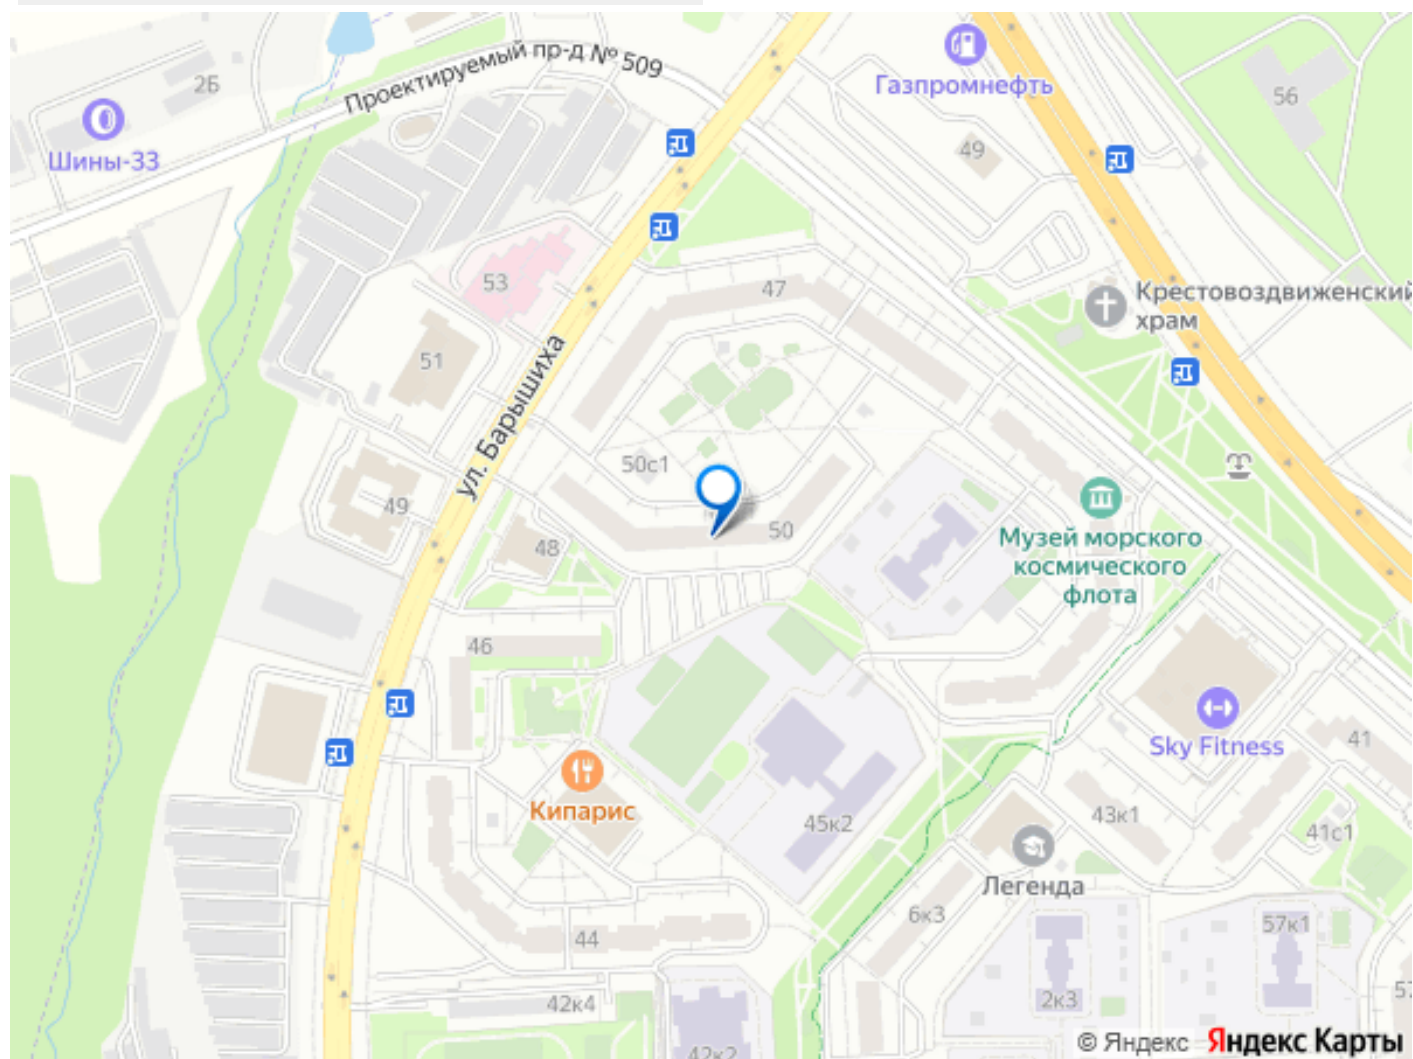 Проектируемый пр-д № 509
2Б
Шины-33
Газпромнефть
56
49
53
47
Крестовоздвиженский
храм
51
ул. Барышиха
50с1
49
48
50
Музей морского
космического
флота
46
Sky Fitness
41
Кипарис
45к2
43к1
41с1
Легенда
6к3
44
57к1
42к4
2к3
57
42к2
© Яндекс Яндекс Карты